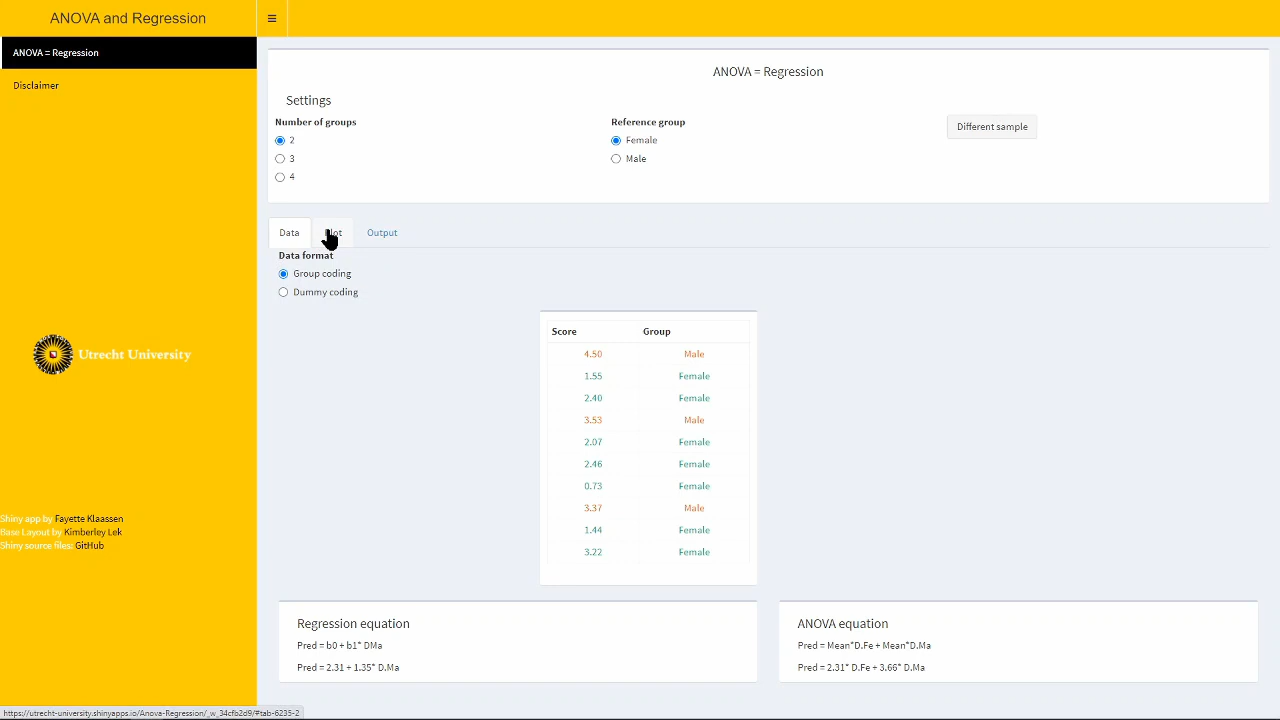 ANOVA and Regression
ANOVA = Regression
Disclaimer
Utrecht University
Shiny app by Fayette Klaassen
Base Layout by Kimberley Lek
Shiny source files: GitHub
ANOVA = Regression
Settings
Number of groups
2
3
4
Reference group
Female
Male
Different sample
Data Plot Output
Data format
Group coding
Dummy coding
Score Group
4.50 Male
1.55 Female
2.40 Female
3.53 Male
2.07 Female
2.46 Female
0.73 Female
3.37 Male
1.44 Female
3.22 Female
Regression equation
Pred = b0 + b1* DMa
Pred = 2.31 + 1.35* D.Ma
ANOVA equation
Pred = Mean*D.Fe + Mean*D.Ma
Pred = 2.31* D.Fe + 3.66* D.Ma
https://utrecht-university.shinyapps.io/Anova-Regression/_w_34cfb2d9/#tab-6235-2